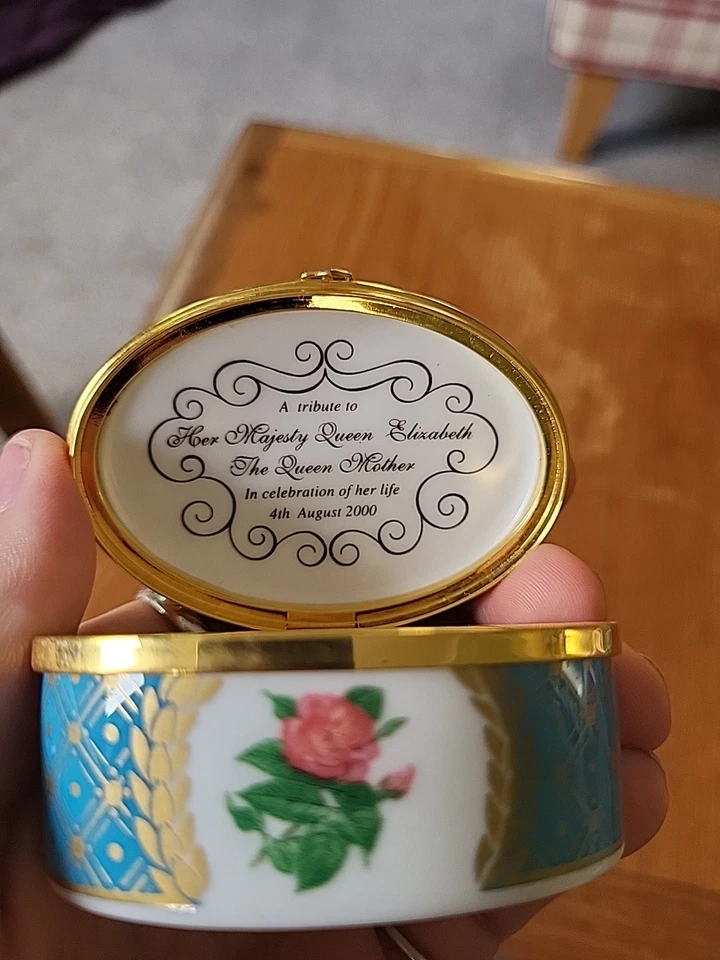 A tribute to
Her Majesty Queen Elizabeth
The Queen Mother
In celebration of her life
4th August 2000